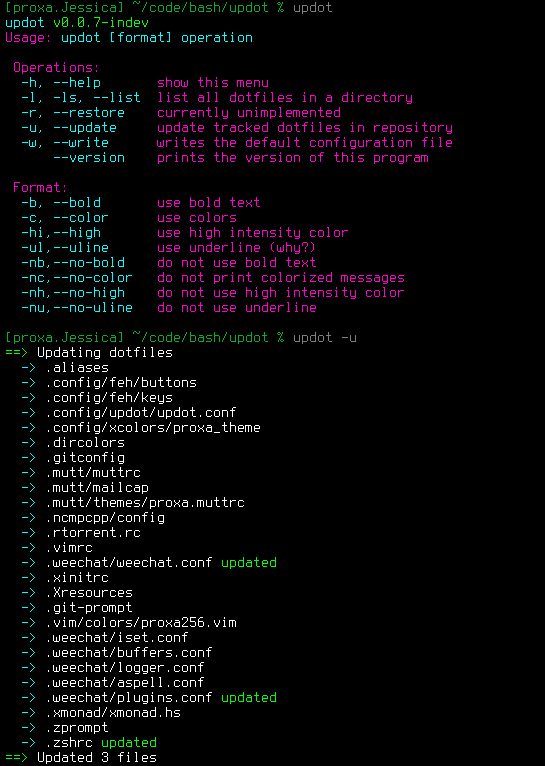 [proxa.Jessica] ~/code/bash/updot % updot
updot v0.0.7-indev
Usage: updot [format] operation
Operations:
-h, --help show this menu
-l, -ls, --list list all dotfiles in a directory
-r, --restore currently unimplemented
-u, --update update tracked dotfiles in repository
-w, --write writes the default configuration file
--version prints the version of this program
Format:
-b, --bold use bold text
-c, --color use colors
-hi,--high use high intensity color
-ul,--uline use underline (why?)
-nb,--no-bold do not use bold text
-nc,--no-color do not print colorized messages
-nh,--no-high do not use high intensity color
-nu,--no-uline do not use underline
[proxa.Jessica] ~/code/bash/updot % updot -u
==> Updating dotfiles
-> .aliases
-> .config/feh/buttons
-> .config/feh/keys
-> .config/updot/updot.conf
-> .config/xcolors/proxa_theme
-> .dircolors
-> .gitconfig
-> .mutt/muttrc
-> .mutt/mailcap
-> .mutt/themes/proxa.muttrc
-> .ncmpcpp/config
-> .rtorrent.rc
-> .vimrc
-> .weechat/weechat.conf updated
-> .xinitrc
-> .Xresources
-> .git-prompt
-> .vim/colors/proxa256.vim
-> .weechat/iset.conf
-> .weechat/buffers.conf
-> .weechat/logger.conf
-> .weechat/aspell.conf
-> .weechat/plugins.conf updated
-> .xmonad/xmonad.hs
-> .zprompt
-> .zshrc updated
==> Updated 3 files